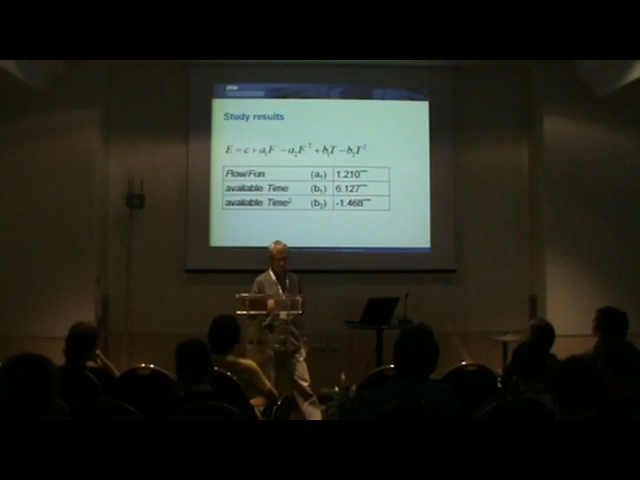 Study results
E = c + a₁F − a₂F² + b₁T − b₂T²
Flow/Fun (a₁) 1.210***
available Time (b₁) 6.127***
available Time² (b₂) -1.468***